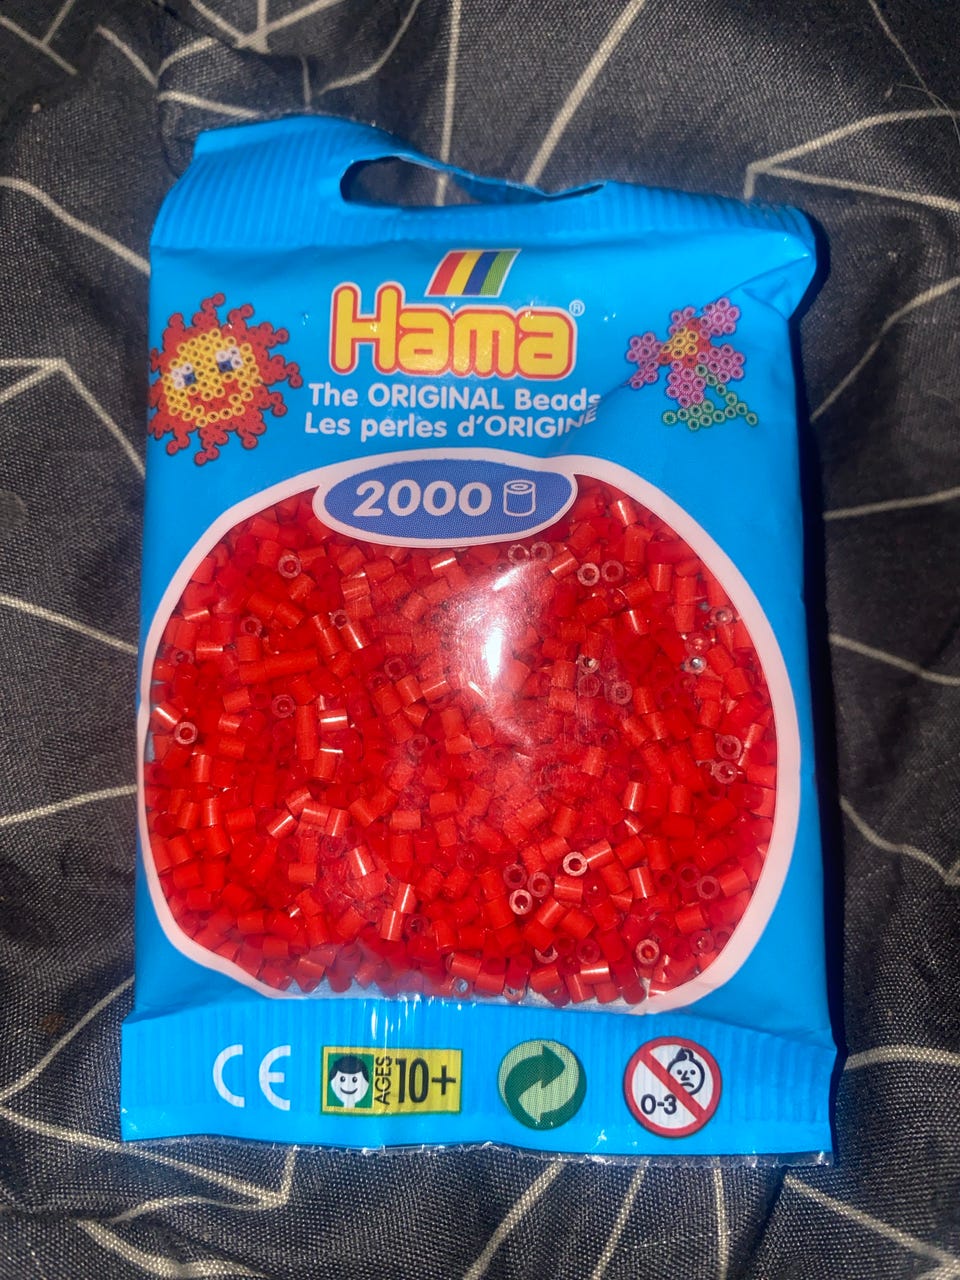 Hama®
The ORIGINAL Beads
Les perles d'ORIGINE
2000
CE
AGES 10+
0-3